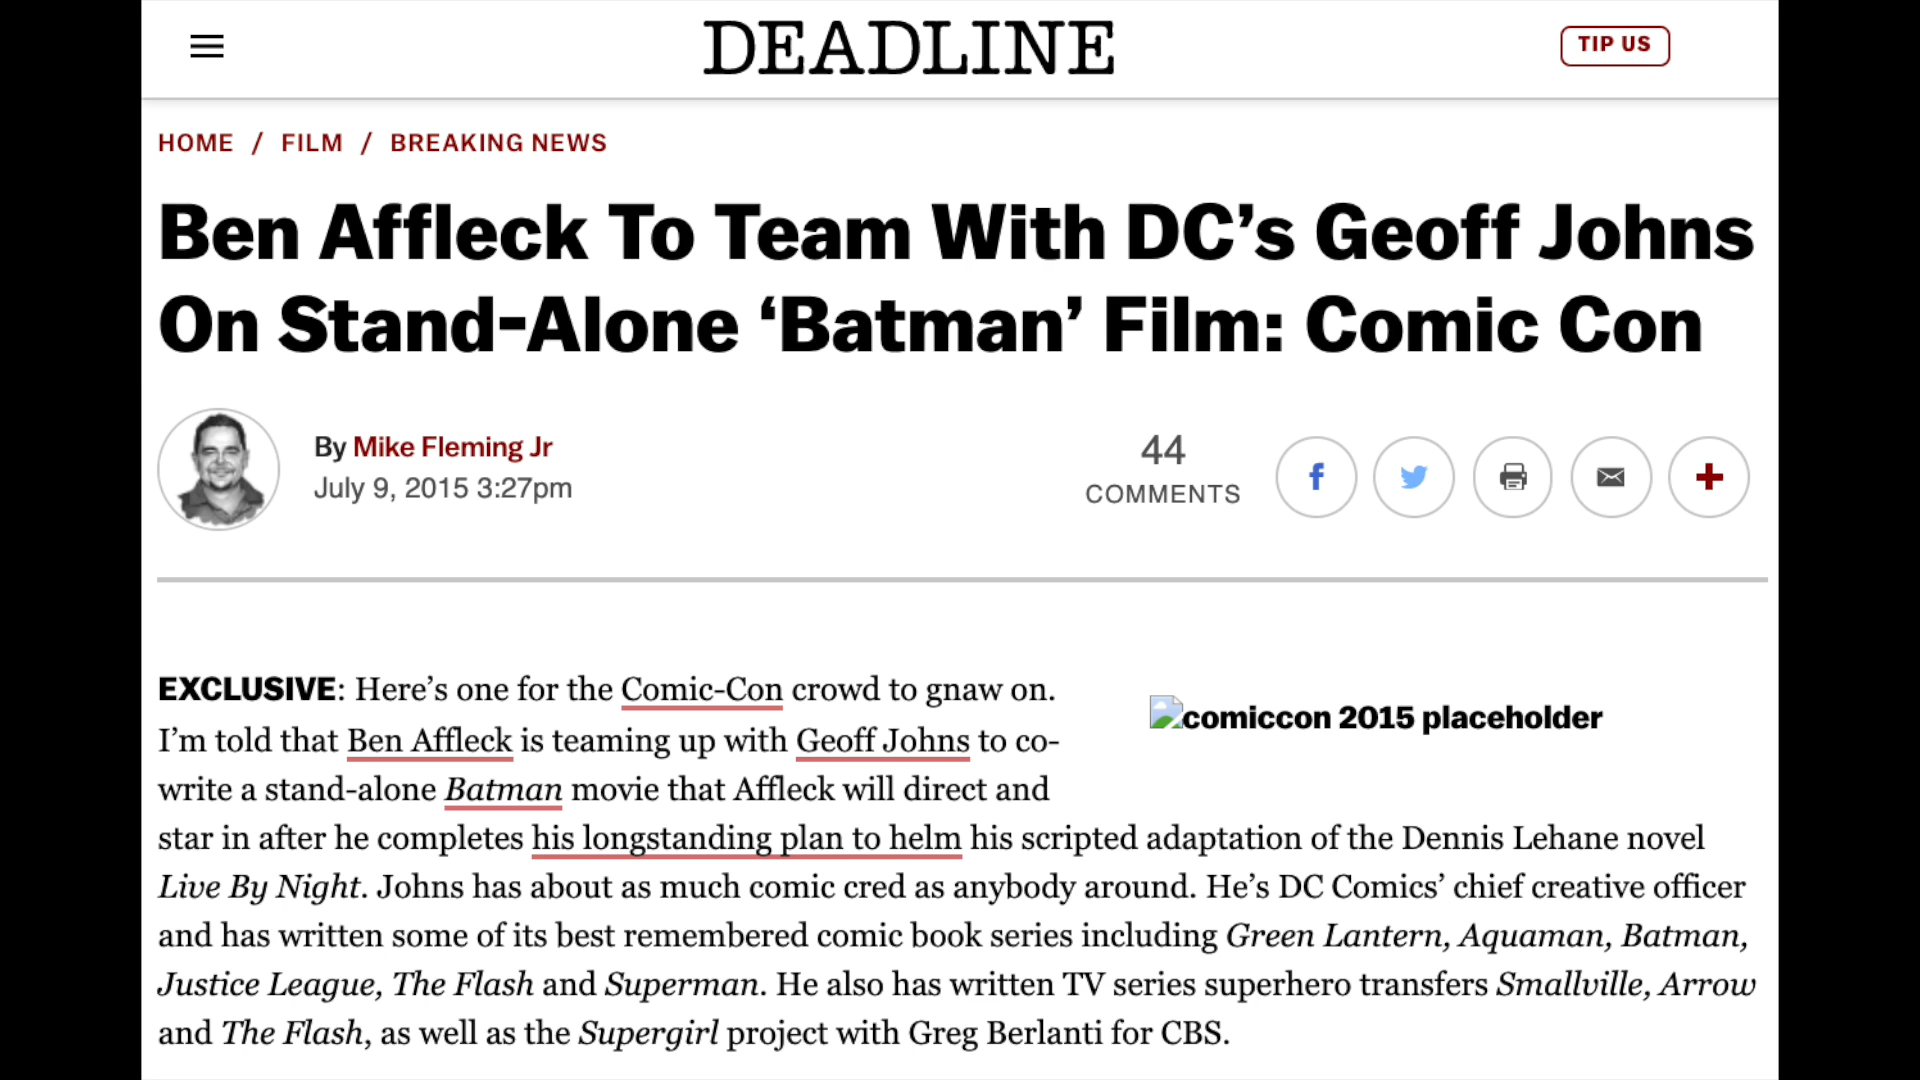 DEADLINE
TIP US
HOME / FILM / BREAKING NEWS
Ben Affleck To Team With DC’s Geoff Johns
On Stand-Alone ‘Batman’ Film: Comic Con
By Mike Fleming Jr
July 9, 2015 3:27pm
44
COMMENTS
EXCLUSIVE: Here’s one for the Comic-Con crowd to gnaw on.
I’m told that Ben Affleck is teaming up with Geoff Johns to co-
write a stand-alone Batman movie that Affleck will direct and
comiccon 2015 placeholder
star in after he completes his longstanding plan to helm his scripted adaptation of the Dennis Lehane novel
Live By Night. Johns has about as much comic cred as anybody around. He’s DC Comics’ chief creative officer
and has written some of its best remembered comic book series including Green Lantern, Aquaman, Batman,
Justice League, The Flash and Superman. He also has written TV series superhero transfers Smallville, Arrow
and The Flash, as well as the Supergirl project with Greg Berlanti for CBS.